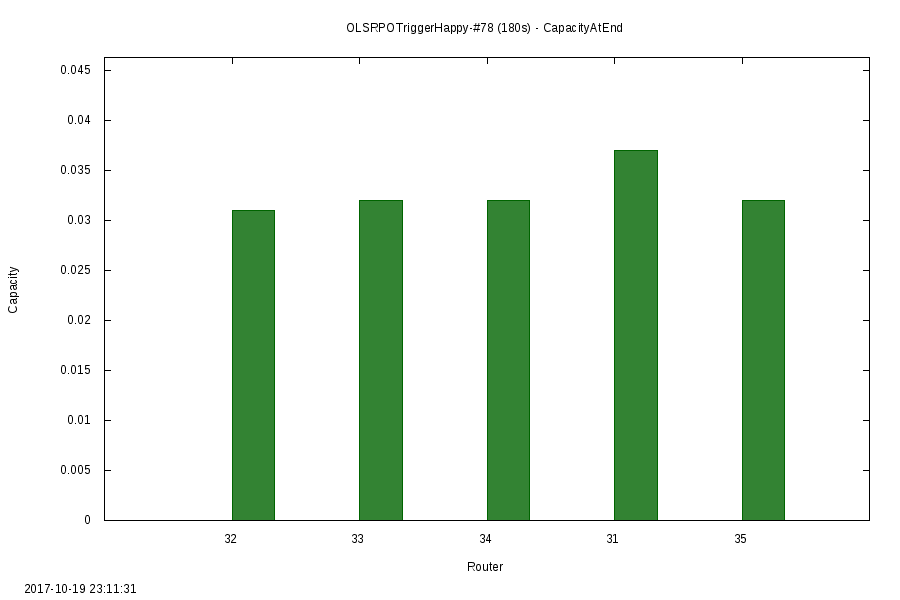 OLSRPOTriggerHappy-#78 (180s) - CapacityAtEnd
0.045
0.04
0.035
0.03
0.025
0.02
0.015
0.01
0.005
0
Capacity
32 33 34 31 35
Router
2017-10-19 23:11:31